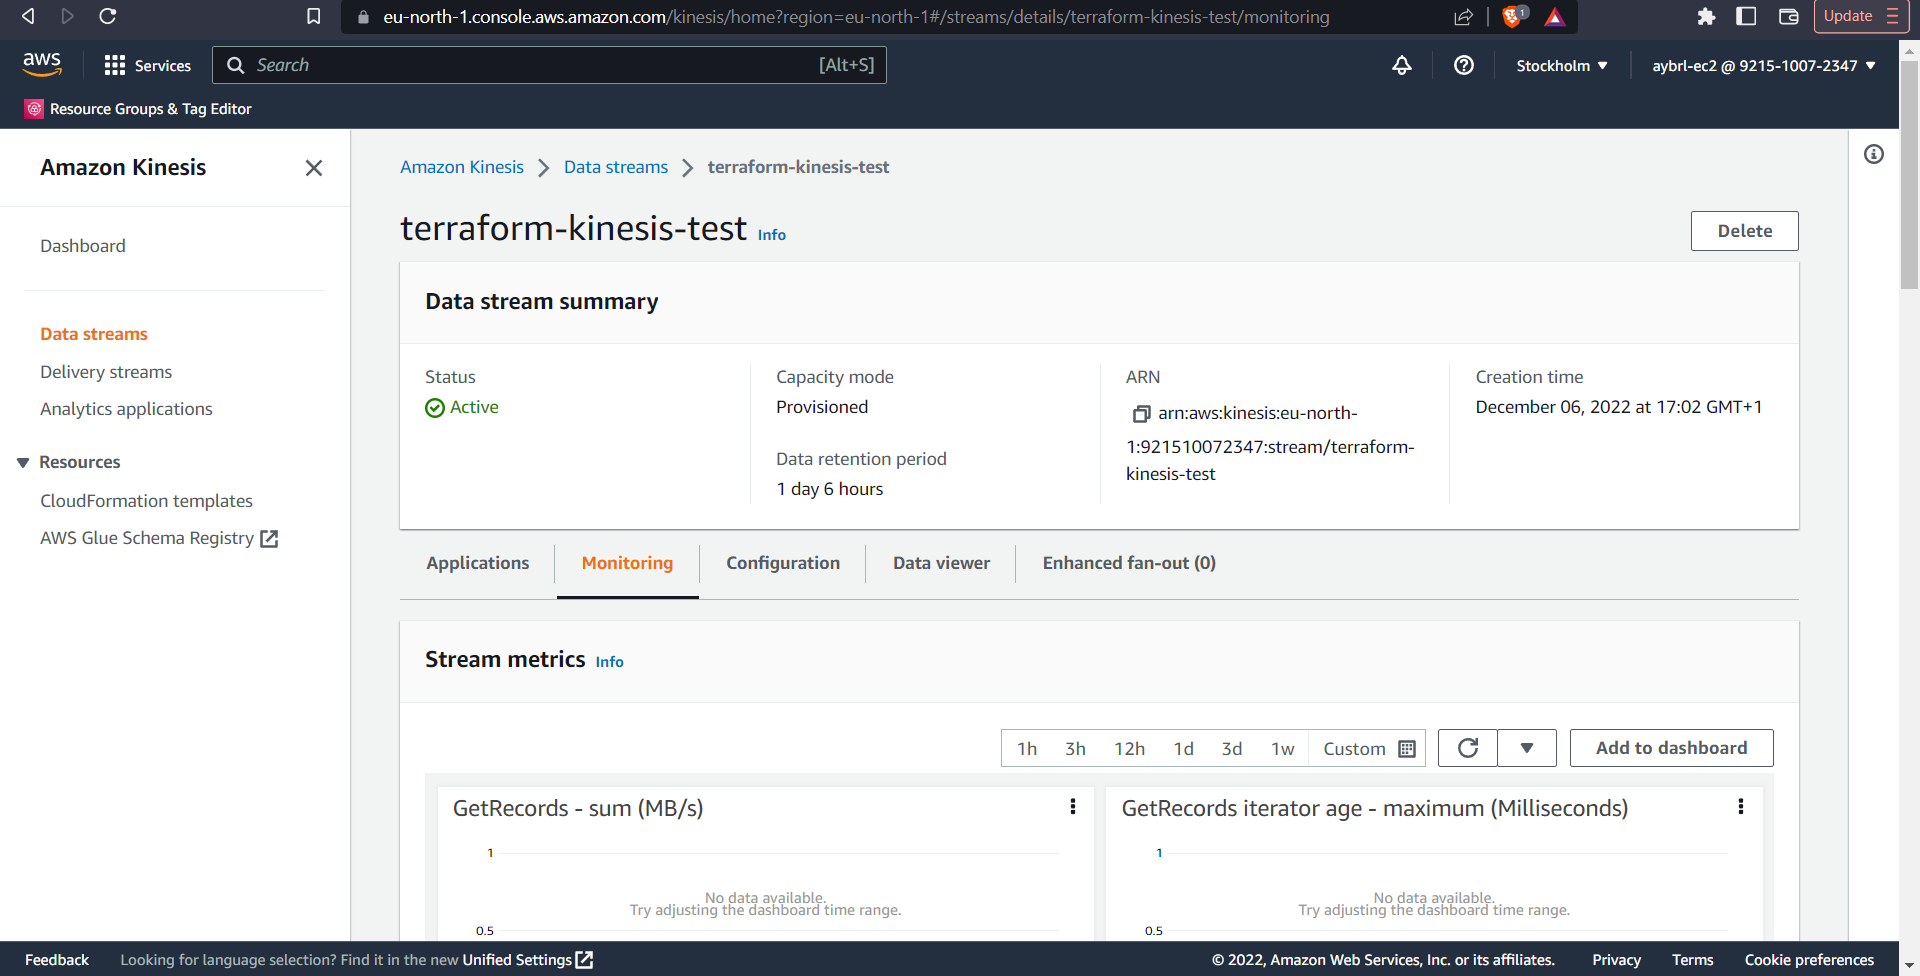 eu-north-1.console.aws.amazon.com/kinesis/home?region=eu-north-1#/streams/details/terraform-kinesis-test/monitoring
1
Update
aws
Services
Search
[Alt+S]
Stockholm
aybrl-ec2 @ 9215-1007-2347
Resource Groups & Tag Editor
Amazon Kinesis
Dashboard
Data streams
Delivery streams
Analytics applications
Resources
CloudFormation templates
AWS Glue Schema Registry
Amazon Kinesis
Data streams
terraform-kinesis-test
terraform-kinesis-test Info
Delete
Data stream summary
Status
Active
Capacity mode
Provisioned
Data retention period
1 day 6 hours
ARN
arn:aws:kinesis:eu-north-
1:921510072347:stream/terraform-
kinesis-test
Creation time
December 06, 2022 at 17:02 GMT+1
Applications
Monitoring
Configuration
Data viewer
Enhanced fan-out (0)
Stream metrics Info
1h 3h 12h 1d 3d 1w Custom
Add to dashboard
GetRecords - sum (MB/s)
1
No data available.
Try adjusting the dashboard time range.
0.5
GetRecords iterator age - maximum (Milliseconds)
1
No data available.
Try adjusting the dashboard time range.
0.5
Feedback
Looking for language selection? Find it in the new Unified Settings
© 2022, Amazon Web Services, Inc. or its affiliates.
Privacy
Terms
Cookie preferences